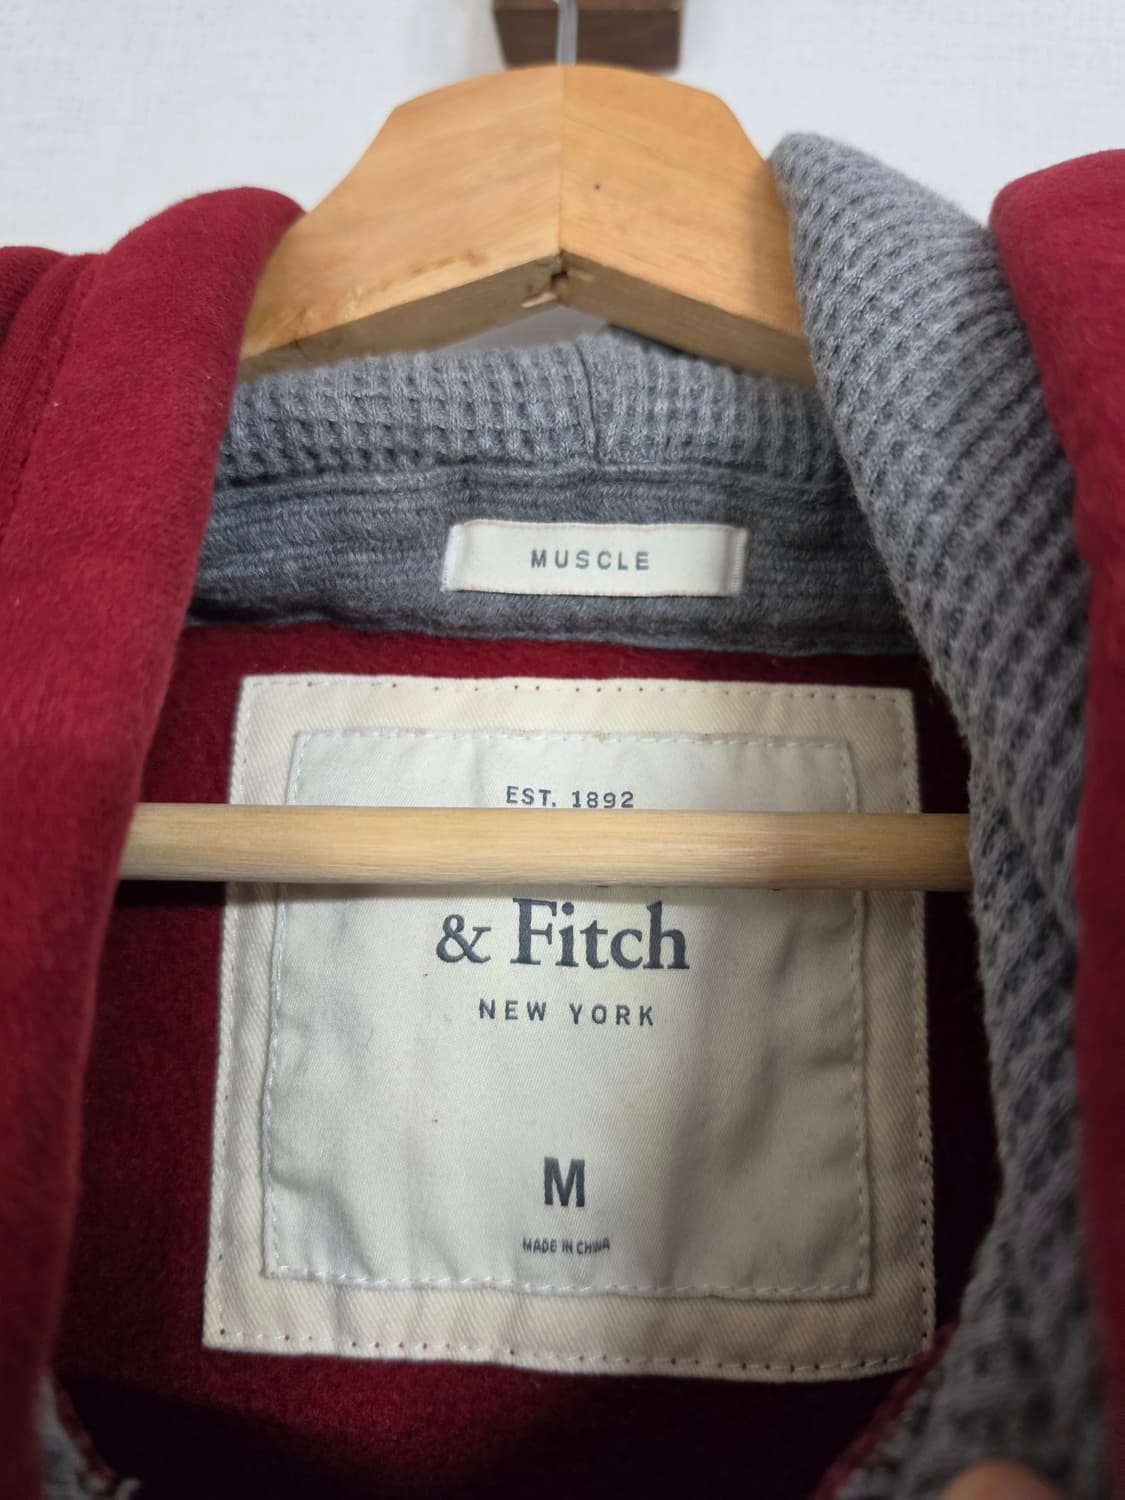 MUSCLE
EST. 1892
& Fitch
NEW YORK
M
MADE IN CHINA